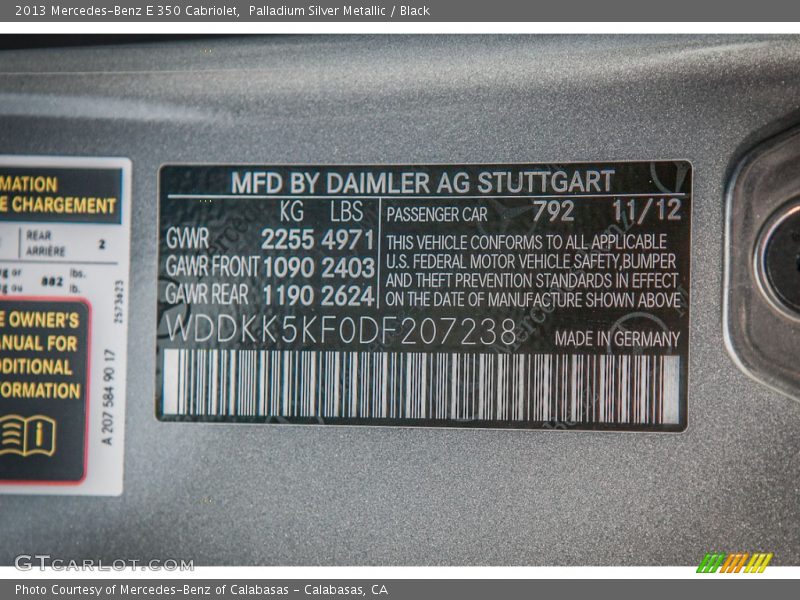 2013 Mercedes-Benz E 350 Cabriolet,  Palladium Silver Metallic / Black
MATION
E CHARGEMENT
REAR
ARRIÈRE
2
882
lbs.
lb.
2573623
E OWNER'S
ANUAL FOR
DDITIONAL
FORMATION
A 207 584 90 17
MFD BY DAIMLER AG STUTTGART
KG LBS
GWR 2255 4971
GAWR FRONT 1090 2403
GAWR REAR 1190 2624
PASSENGER CAR 792 11/12
THIS VEHICLE CONFORMS TO ALL APPLICABLE
U.S. FEDERAL MOTOR VEHICLE SAFETY,BUMPER
AND THEFT PREVENTION STANDARDS IN EFFECT
ON THE DATE OF MANUFACTURE SHOWN ABOVE
WDDKK5KF0DF207238
MADE IN GERMANY
GTcarlot.com
Photo Courtesy of Mercedes-Benz of Calabasas - Calabasas, CA